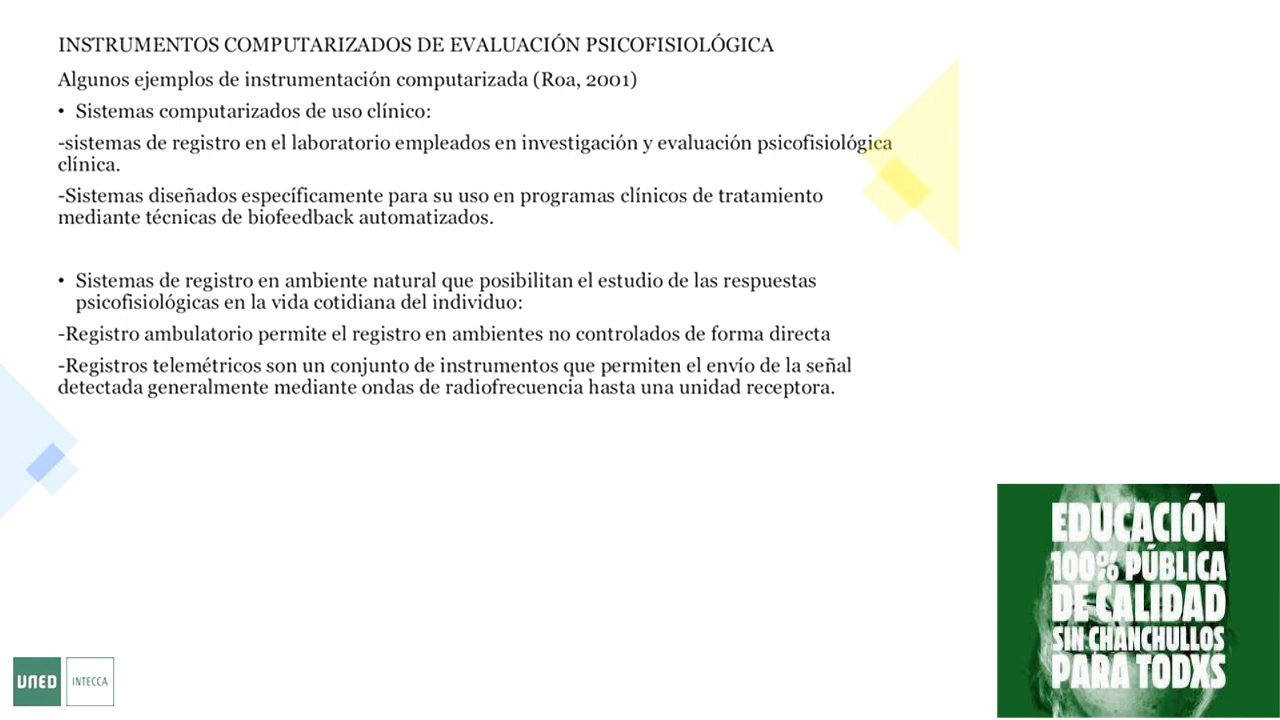 INSTRUMENTOS COMPUTARIZADOS DE EVALUACIÓN PSICOFISIOLÓGICA
Algunos ejemplos de instrumentación computarizada (Roa, 2001)
• Sistemas computarizados de uso clínico:
-sistemas de registro en el laboratorio empleados en investigación y evaluación psicofisiológica
clínica.
-Sistemas diseñados específicamente para su uso en programas clínicos de tratamiento
mediante técnicas de biofeedback automatizados.
• Sistemas de registro en ambiente natural que posibilitan el estudio de las respuestas
psicofisiológicas en la vida cotidiana del individuo:
-Registro ambulatorio permite el registro en ambientes no controlados de forma directa
-Registros telemétricos son un conjunto de instrumentos que permiten el envío de la señal
detectada generalmente mediante ondas de radiofrecuencia hasta una unidad receptora.
EDUCACIÓN
100% PÚBLICA
DE CALIDAD
SIN CHANCHULLOS
PARA TODXS
UNED
INTECCA